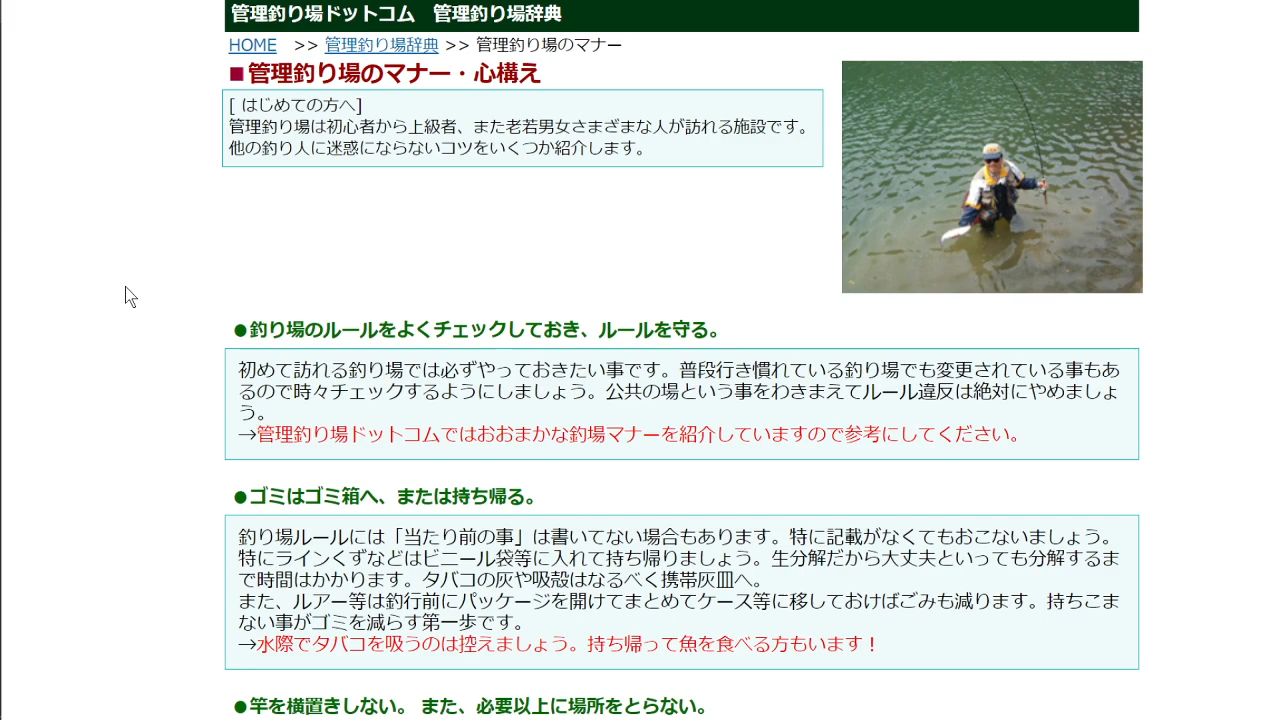 管理釣り場ドットコム　管理釣り場辞典
HOME　>> 管理釣り場辞典 >> 管理釣り場のマナー
■管理釣り場のマナー・心構え
[ はじめての方へ]
管理釣り場は初心者から上級者、また老若男女さまざまな人が訪れる施設です。
他の釣り人に迷惑にならないコツをいくつか紹介します。
●釣り場のルールをよくチェックしておき、ルールを守る。
初めて訪れる釣り場では必ずやっておきたい事です。普段行き慣れている釣り場でも変更されている事もあ
るので時々チェックするようにしましょう。公共の場という事をわきまえてルール違反は絶対にやめましょ
う。
→管理釣り場ドットコムではおおまかな釣場マナーを紹介していますので参考にしてください。
●ゴミはゴミ箱へ、または持ち帰る。
釣り場ルールには「当たり前の事」は書いてない場合もあります。特に記載がなくてもおこないましょう。
特にラインくずなどはビニール袋等に入れて持ち帰りましょう。生分解だから大丈夫といっても分解するま
で時間はかかります。タバコの灰や吸殻はなるべく携帯灰皿へ。
また、ルアー等は釣行前にパッケージを開けてまとめてケース等に移しておけばごみも減ります。持ちこま
ない事がゴミを減らす第一歩です。
→水際でタバコを吸うのは控えましょう。持ち帰って魚を食べる方もいます！
●竿を横置きしない。 また、必要以上に場所をとらない。